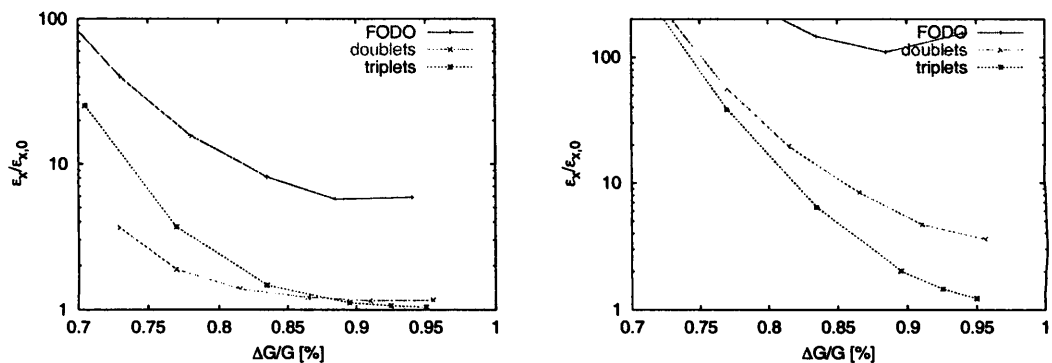 100
10
1
εx/εx,0
FODO
doublets
triplets
0.7 0.75 0.8 0.85 0.9 0.95 1
ΔG/G [%]
100
10
1
εx/εx,0
FODO
doublets
triplets
0.7 0.75 0.8 0.85 0.9 0.95 1
ΔG/G [%]